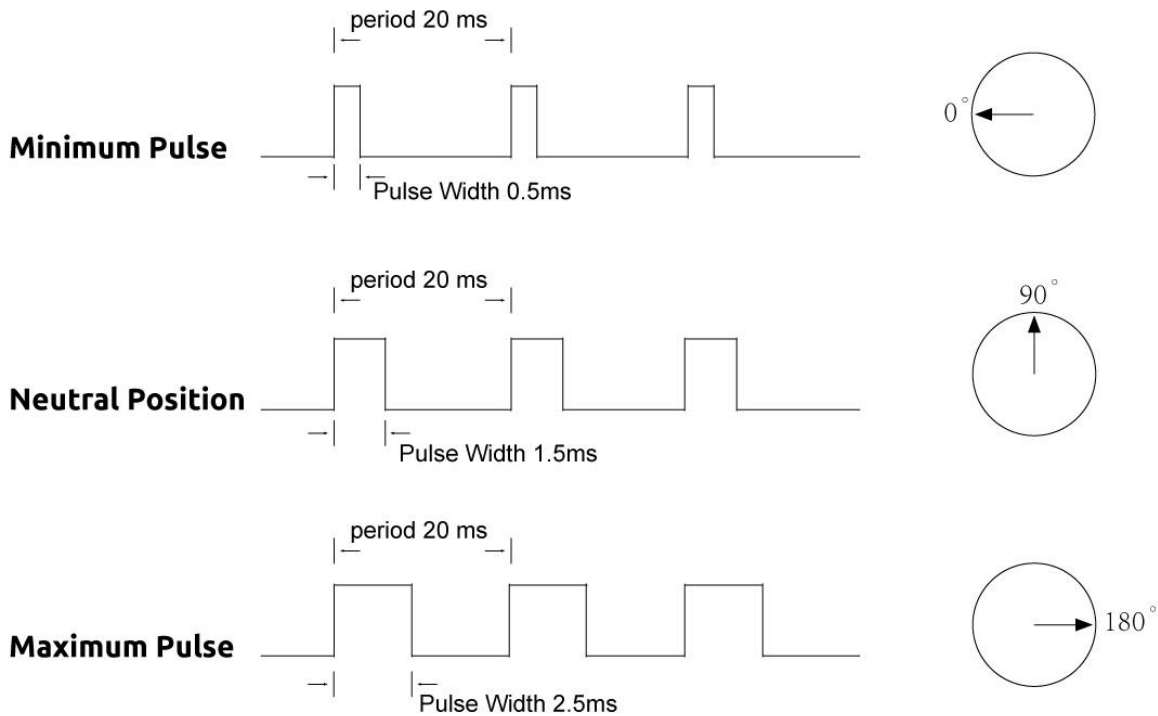 period 20 ms
0°
Minimum Pulse
Pulse Width 0.5ms
period 20 ms
90°
Neutral Position
Pulse Width 1.5ms
period 20 ms
180°
Maximum Pulse
Pulse Width 2.5ms